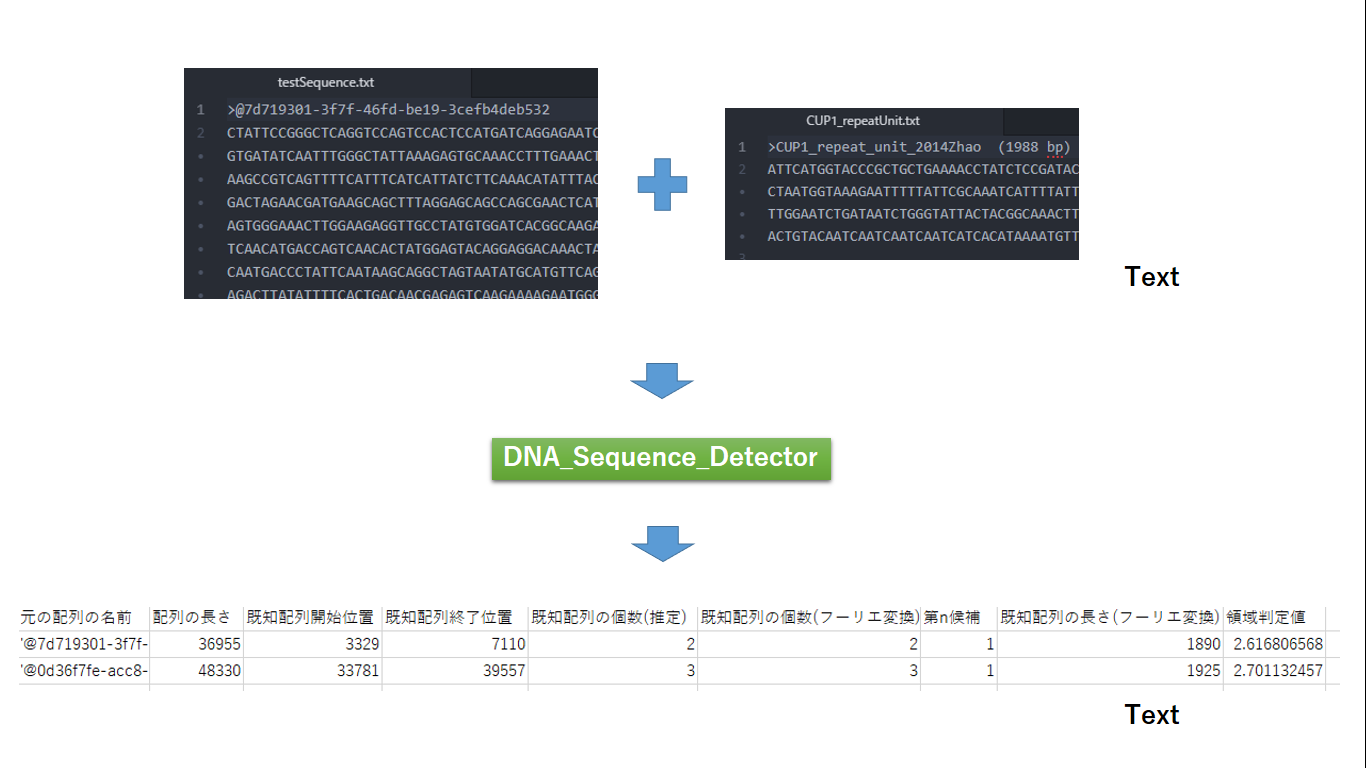 testSequence.txt
1 >@7d719301-3f7f-46fd-be19-3cefb4deb532
2 CTATTCCGGGCTCAGGTCCAGTCCACTCCATGATCAGGAGAATC
GTGATATCAATTTGGGCTATTAAAGAGTGCAAACCTTTGAAACT
AAGCCGTCAGTTTTCATTTCATCATTATCTTCAAACATATTTAC
GACTAGAACGATGAAGCAGCTTTAGGAGCAGCCAGCGAACTCAT
AGTGGGAAACTTGGAAGAGGTTGCCTATGTGGATCACGGCAAGA
TCAACATGACCAGTCAACACTATGGAGTACAGGAGGACAAACTA
CAATGACCCTATTCAATAAGCAGGCTAGTAATATGCATGTTCAG
AGACTTATATTTTCACTGACAACGAGAGTCAAGAAAAGAATGGG
CUP1_repeatUnit.txt
1 >CUP1_repeat_unit_2014Zhao (1988 bp)
2 ATTCATGGTACCCGCTGCTGAAAACCTATCTCCGATAC
CTAATGGTAAAGAATTTTTATTCGCAAATCATTTTATT
TTGGAATCTGATAATCTGGGTATTACTACGGCAAACTT
ACTGTACAATCAATCAATCAATCATCACATAAAATGTT
3
Text
DNA_Sequence_Detector
元の配列の名前 配列の長さ 既知配列開始位置 既知配列終了位置 既知配列の個数(推定) 既知配列の個数(フーリエ変換) 第n候補 既知配列の長さ(フーリエ変換) 領域判定値
'@7d719301-3f7f- 36955 3329 7110 2 2 1 1890 2.616806568
'@0d36f7fe-acc8- 48330 33781 39557 3 3 1 1925 2.701132457
Text